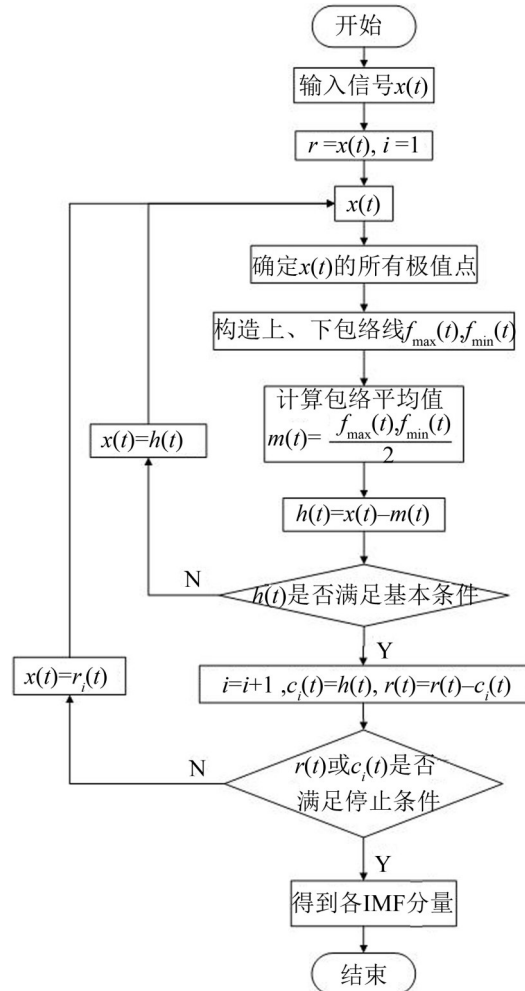 开始
输入信号x(t)
r =x(t), i =1
x(t)
确定x(t)的所有极值点
构造上、下包络线f_max(t),f_min(t)
计算包络平均值
m(t)= f_max(t),f_min(t)
2
x(t)=h(t)
h(t)=x(t)–m(t)
N
h(t)是否满足基本条件
Y
x(t)=r_i(t)
i=i+1 ,c_i(t)=h(t), r(t)=r(t)–c_i(t)
N
r(t)或c_i(t)是否
满足停止条件
Y
得到各IMF分量
结束